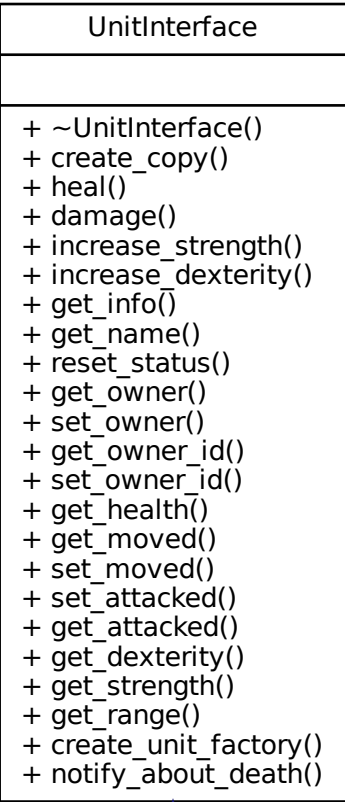 UnitInterface
+ ~UnitInterface()
+ create_copy()
+ heal()
+ damage()
+ increase_strength()
+ increase_dexterity()
+ get_info()
+ get_name()
+ reset_status()
+ get_owner()
+ set_owner()
+ get_owner_id()
+ set_owner_id()
+ get_health()
+ get_moved()
+ set_moved()
+ set_attacked()
+ get_attacked()
+ get_dexterity()
+ get_strength()
+ get_range()
+ create_unit_factory()
+ notify_about_death()